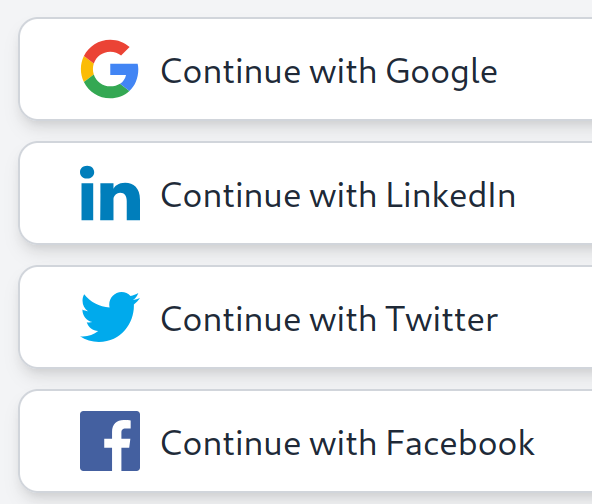 Continue with Google
Continue with LinkedIn
Continue with Twitter
Continue with Facebook